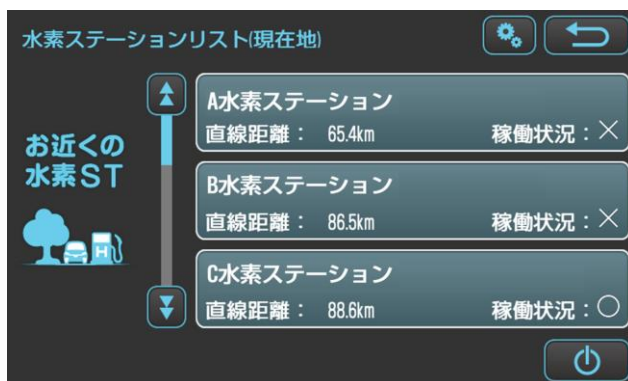 水素ステーションリスト(現在地)
お近くの
水素ST
H
A水素ステーション
直線距離： 65.4km 稼働状況：×
B水素ステーション
直線距離： 86.5km 稼働状況：×
C水素ステーション
直線距離： 88.6km 稼働状況：○